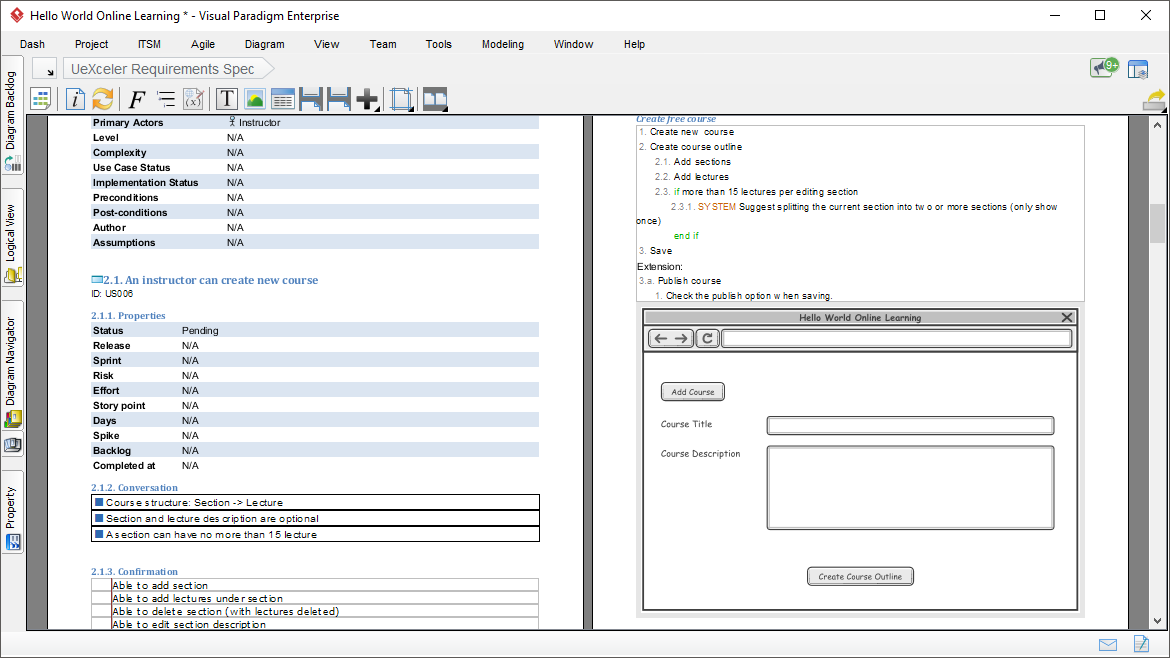 Hello World Online Learning * - Visual Paradigm Enterprise
Dash Project ITSM Agile Diagram View Team Tools Modeling Window Help
UeXceler Requirements Spec
9+
Diagram Backlog
Logical View
Diagram Navigator
Property
Primary Actors Instructor
Level N/A
Complexity N/A
Use Case Status N/A
Implementation Status N/A
Preconditions N/A
Post-conditions N/A
Author N/A
Assumptions N/A
2.1. An instructor can create new course
ID: US006
2.1.1. Properties
Status Pending
Release N/A
Sprint N/A
Risk N/A
Effort N/A
Story point N/A
Days N/A
Spike N/A
Backlog N/A
Completed at N/A
2.1.2. Conversation
Course structure: Section -> Lecture
Section and lecture description are optional
A section can have no more than 15 lecture
2.1.3. Confirmation
Able to add section
Able to add lectures under section
Able to delete section (with lectures deleted)
Able to edit section description
Create free course
1. Create new course
2. Create course outline
2.1. Add sections
2.2. Add lectures
2.3. if more than 15 lectures per editing section
2.3.1. SYSTEM Suggest splitting the current section into two or more sections (only show
once)
end if
3. Save
Extension:
3.a. Publish course
1. Check the publish option when saving.
Hello World Online Learning
Add Course
Course Title
Course Description
Create Course Outline